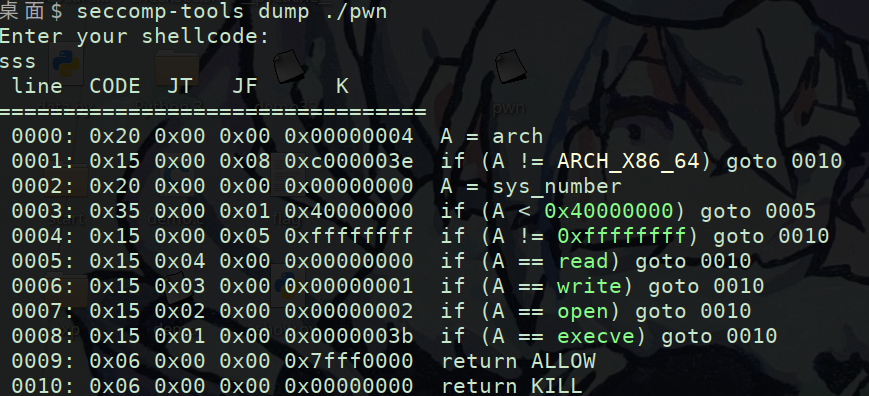 桌面$ seccomp-tools dump ./pwn
Enter your shellcode:
sss
line CODE JT JF K
=================================
0000: 0x20 0x00 0x00 0x00000004 A = arch
0001: 0x15 0x00 0x08 0xc000003e if (A != ARCH_X86_64) goto 0010
0002: 0x20 0x00 0x00 0x00000000 A = sys_number
0003: 0x35 0x00 0x01 0x40000000 if (A < 0x40000000) goto 0005
0004: 0x15 0x00 0x05 0xffffffff if (A != 0xffffffff) goto 0010
0005: 0x15 0x04 0x00 0x00000000 if (A == read) goto 0010
0006: 0x15 0x03 0x00 0x00000001 if (A == write) goto 0010
0007: 0x15 0x02 0x00 0x00000002 if (A == open) goto 0010
0008: 0x15 0x01 0x00 0x0000003b if (A == execve) goto 0010
0009: 0x06 0x00 0x00 0x7fff0000 return ALLOW
0010: 0x06 0x00 0x00 0x00000000 return KILL
pwn